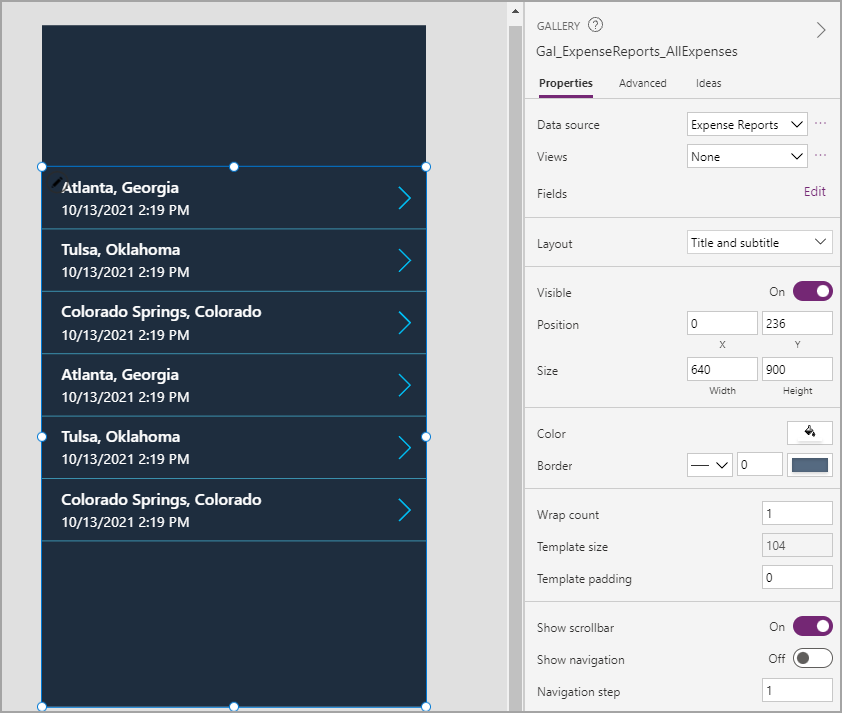 Atlanta, Georgia
10/13/2021 2:19 PM
Tulsa, Oklahoma
10/13/2021 2:19 PM
Colorado Springs, Colorado
10/13/2021 2:19 PM
Atlanta, Georgia
10/13/2021 2:19 PM
Tulsa, Oklahoma
10/13/2021 2:19 PM
Colorado Springs, Colorado
10/13/2021 2:19 PM
GALLERY ?
Gal_ExpenseReports_AllExpenses
Properties Advanced Ideas
Data source Expense Reports ...
Views None ...
Fields Edit
Layout Title and subtitle
Visible On
Position 0 236
X Y
Size 640 900
Width Height
Color
Border 0
Wrap count 1
Template size 104
Template padding 0
Show scrollbar On
Show navigation Off
Navigation step 1